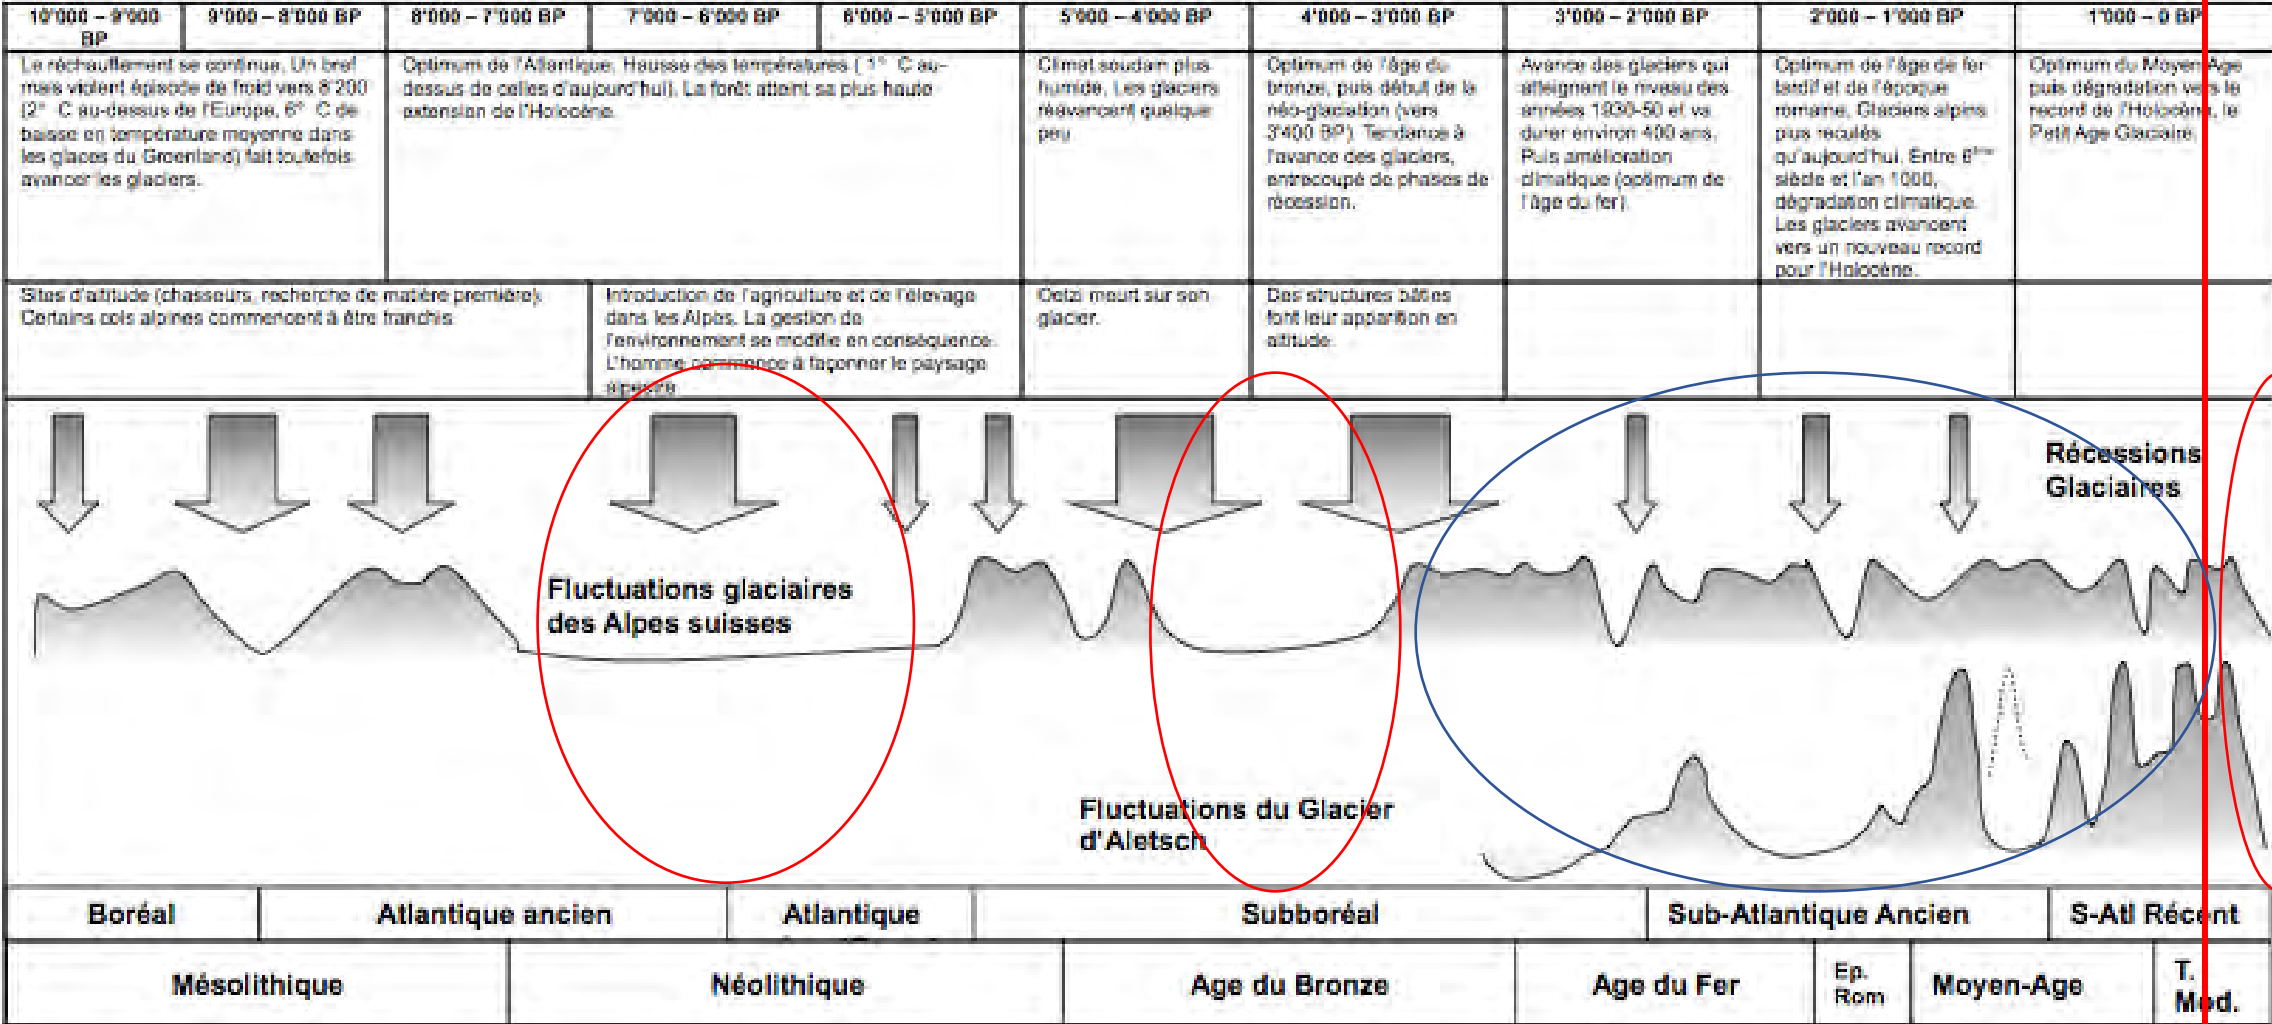 10'000 – 9'000
BP
9'000 – 8'000 BP
8'000 – 7'000 BP
7'000 – 6'000 BP
6'000 – 5'000 BP
5'000 – 4'000 BP
4'000 – 3'000 BP
3'000 – 2'000 BP
2'000 – 1'000 BP
1'000 – 0 BP
Le réchauffement se continue. Un bref
mais violent épisode de froid vers 8'200
(2° C au-dessus de l'Europe, 6° C de
baisse en température moyenne dans
les glaces du Groenland) fait toutefois
avancer les glaciers.
Optimum de l'Atlantique. Hausse des températures ( 1° C au-
dessus de celles d'aujourd'hui). La forêt atteint sa plus haute
extension de l'Holocène.
Climat soudain plus
humide. Les glaciers
réavancent quelque
peu
Optimum de l'âge du
bronze, puis début de la
néo-glaciation (vers
3'400 BP). Tendance à
l'avance des glaciers,
entrecoupé de phases de
récession.
Avance des glaciers qui
atteignent le niveau des
années 1930-50 et va
durer environ 400 ans.
Puis amélioration
climatique (optimum de
l'âge du fer).
Optimum de l'âge de fer
tardif et de l'époque
romaine. Glaciers alpins
plus reculés
qu'aujourd'hui. Entre 6ème
siècle et l'an 1000,
dégradation climatique.
Les glaciers avancent
vers un nouveau record
pour l'Holocène.
Optimum du Moyen Age
puis dégradation vers le
record de l'Holocène, le
Petit Age Glaciaire.
Sites d'altitude (chasseurs, recherche de matière première).
Certains cols alpines commencent à être franchis
Introduction de l'agriculture et de l'élevage
dans les Alpes. La gestion de
l'environnement se modifie en conséquence.
L'homme commence à façonner le paysage
alpestre
Oetzi meurt sur son
glacier.
Des structures bâties
font leur apparition en
altitude.
Récessions
Glaciaires
Fluctuations glaciaires
des Alpes suisses
Fluctuations du Glacier
d'Aletsch
Boréal
Atlantique ancien
Atlantique
Subboréal
Sub-Atlantique Ancien
S-Atl Récent
Mésolithique
Néolithique
Age du Bronze
Age du Fer
Ep.
Rom
Moyen-Age
T.
Mod.